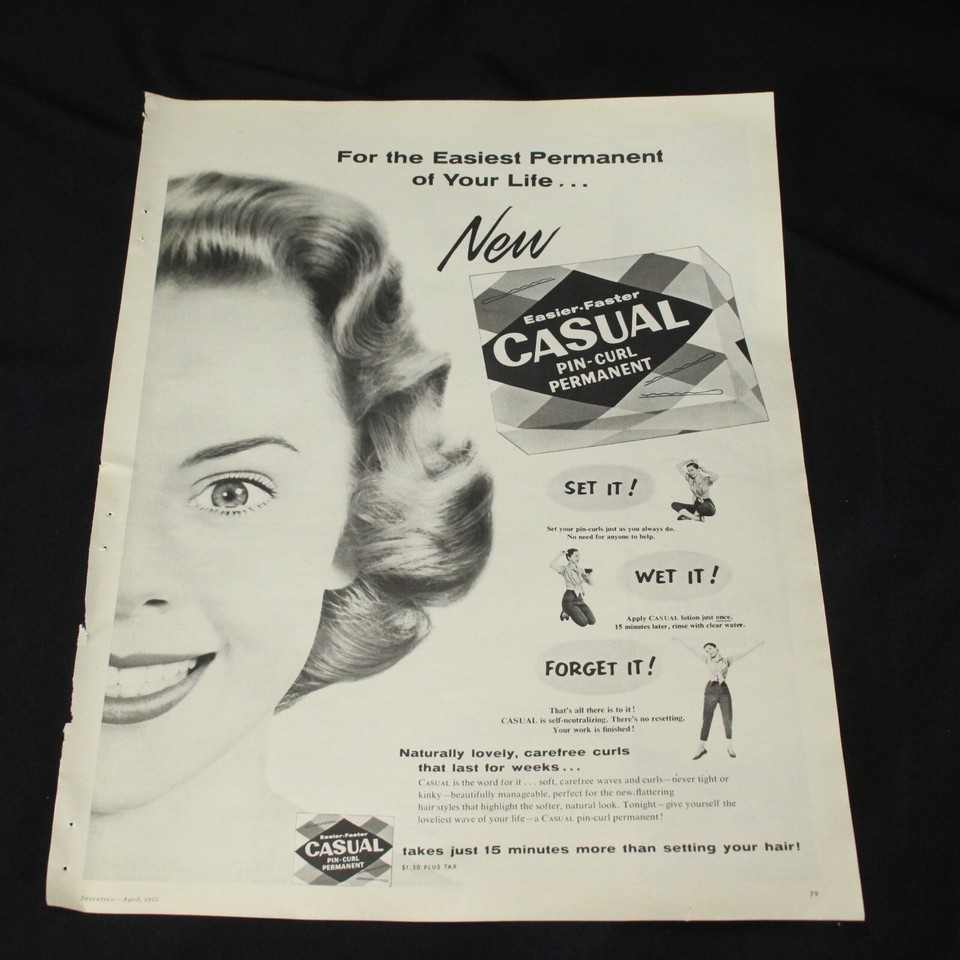 For the Easiest Permanent
of Your Life...
New
Easier-Faster
CASUAL
PIN-CURL
PERMANENT
SET IT!
Set your pin-curls just as you always do.
No need for anyone to help.
WET IT!
Apply CASUAL lotion just once.
15 minutes later, rinse with clear water.
FORGET IT!
That's all there is to it!
CASUAL is self-neutralizing. There's no resetting.
Your work is finished!
Naturally lovely, carefree curls
that last for weeks...
CASUAL is the word for it...soft, carefree waves and curls—never tight or
kinky—beautifully manageable, perfect for the new, flattering
hair styles that highlight the softer, natural look. Tonight—give yourself the
loveliest wave of your life—a CASUAL pin-curl permanent!
Easier-Faster
CASUAL
PIN-CURL
PERMANENT
takes just 15 minutes more than setting your hair!
$1.50 PLUS TAX
Seventeen—April, 1955
79